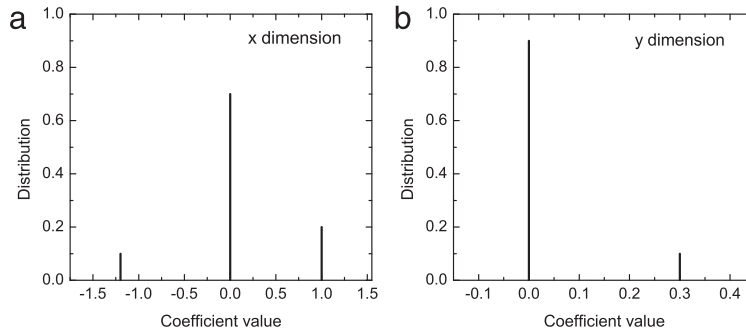 a
x dimension
Distribution
1.0
0.8
0.6
0.4
0.2
0.0
-1.5 -1.0 -0.5 0.0 0.5 1.0 1.5
Coefficient value
b
y dimension
Distribution
1.0
0.8
0.6
0.4
0.2
0.0
-0.1 0.0 0.1 0.2 0.3 0.4
Coefficient value